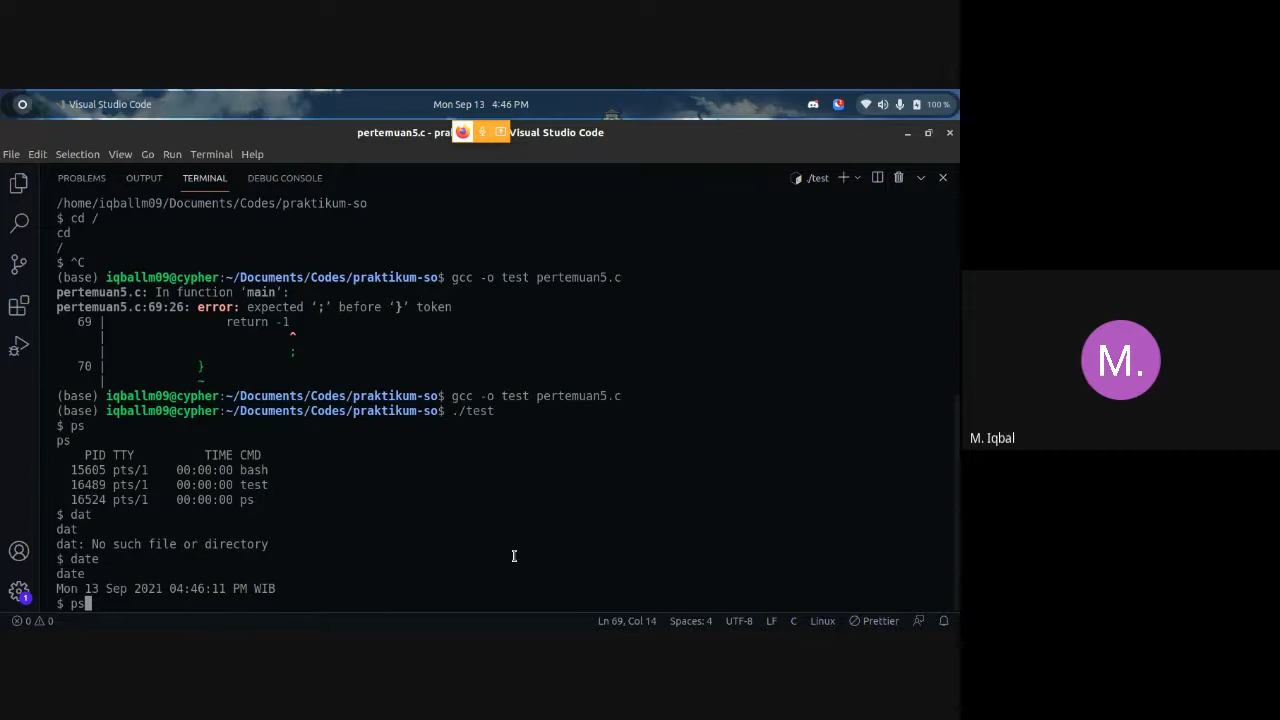 Visual Studio Code
Mon Sep 13 4:46 PM
100 %
pertemuan5.c - pra Visual Studio Code
File Edit Selection View Go Run Terminal Help
PROBLEMS OUTPUT TERMINAL DEBUG CONSOLE
./test
/home/iqballm09/Documents/Codes/praktikum-so
$ cd /
cd
/
$ ^C
(base) iqballm09@cypher:~/Documents/Codes/praktikum-so$ gcc -o test pertemuan5.c
pertemuan5.c: In function ‘main’:
pertemuan5.c:69:26: error: expected ‘;’ before ‘}’ token
69 | return -1
| ^
| ;
70 | }
| ~
(base) iqballm09@cypher:~/Documents/Codes/praktikum-so$ gcc -o test pertemuan5.c
(base) iqballm09@cypher:~/Documents/Codes/praktikum-so$ ./test
$ ps
ps
PID TTY TIME CMD
15605 pts/1 00:00:00 bash
16489 pts/1 00:00:00 test
16524 pts/1 00:00:00 ps
$ dat
dat
dat: No such file or directory
$ date
date
Mon 13 Sep 2021 04:46:11 PM WIB
$ ps
1
0 0
Ln 69, Col 14 Spaces: 4 UTF-8 LF C Linux Prettier
M.
M. Iqbal